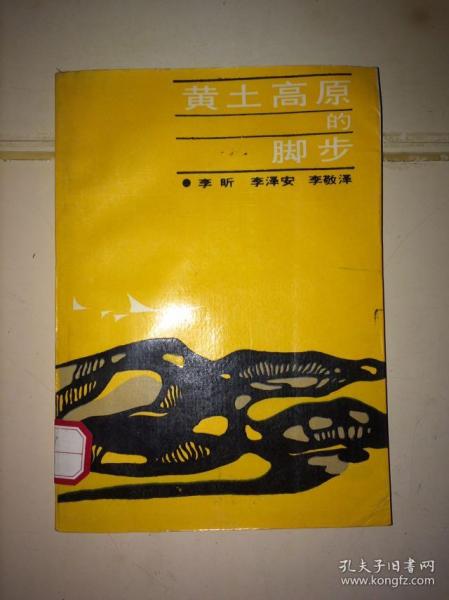 黄土高原
的
脚步
●李昕 李泽安 李敬泽
孔夫子旧书网
www.kongfz.com